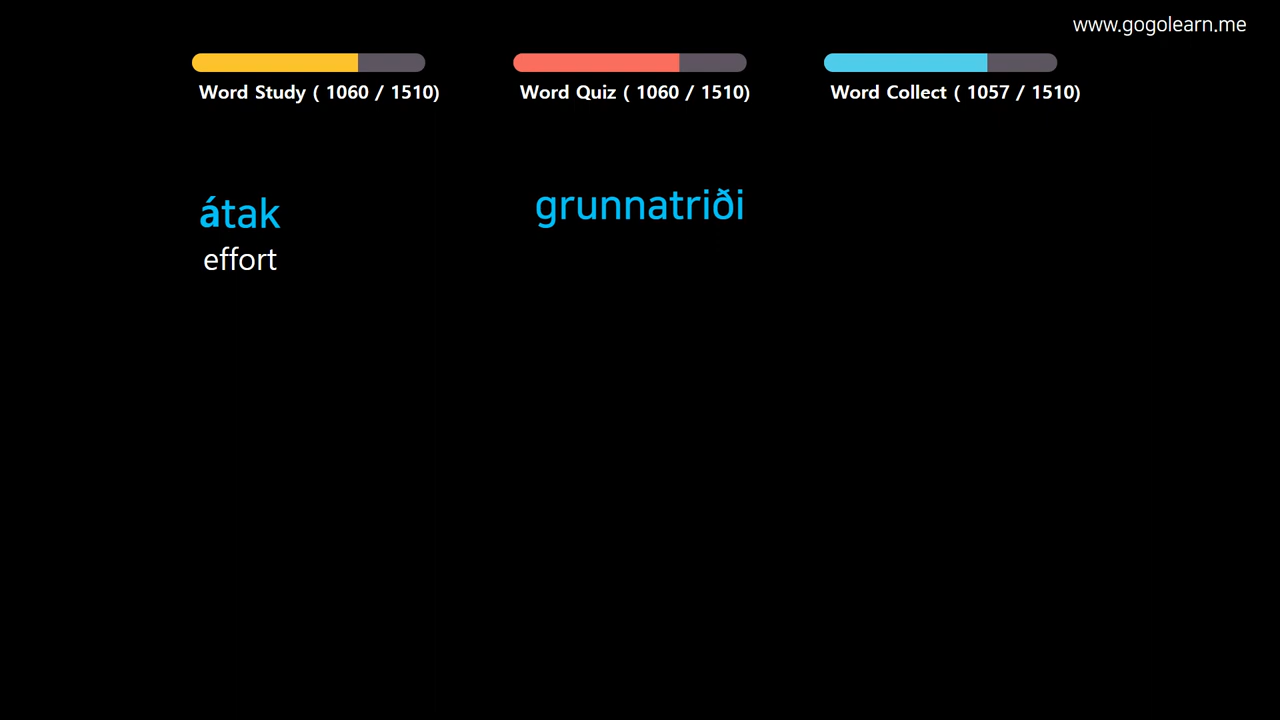 www.gogolearn.me
Word Study ( 1060 / 1510)
Word Quiz ( 1060 / 1510)
Word Collect ( 1057 / 1510)
átak
effort
grunnatriði